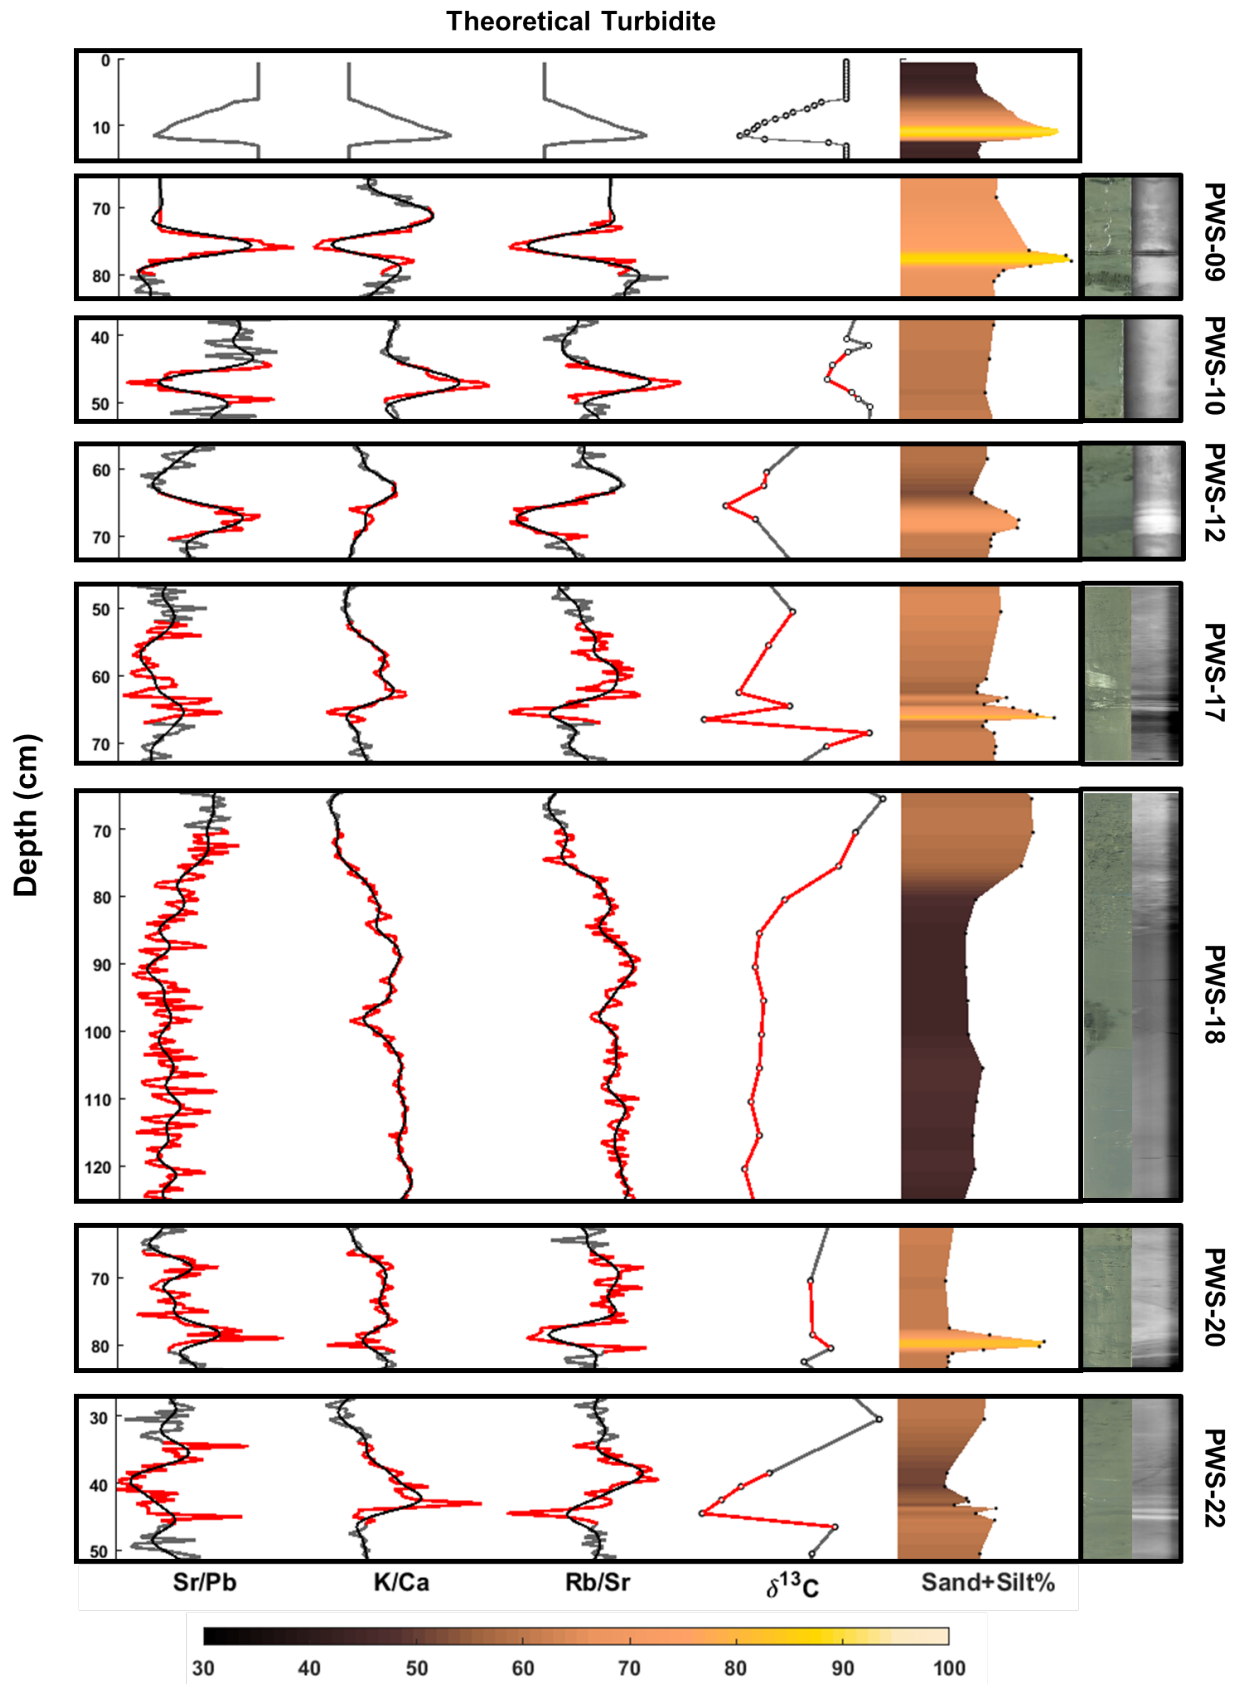 Theoretical Turbidite
0
10
70
80
PWS-09
40
50
PWS-10
60
70
PWS-12
50
60
70
PWS-17
Depth (cm)
70
80
90
100
110
120
PWS-18
70
80
PWS-20
30
40
50
PWS-22
Sr/Pb K/Ca Rb/Sr δ¹³C Sand+Silt%
30 40 50 60 70 80 90 100